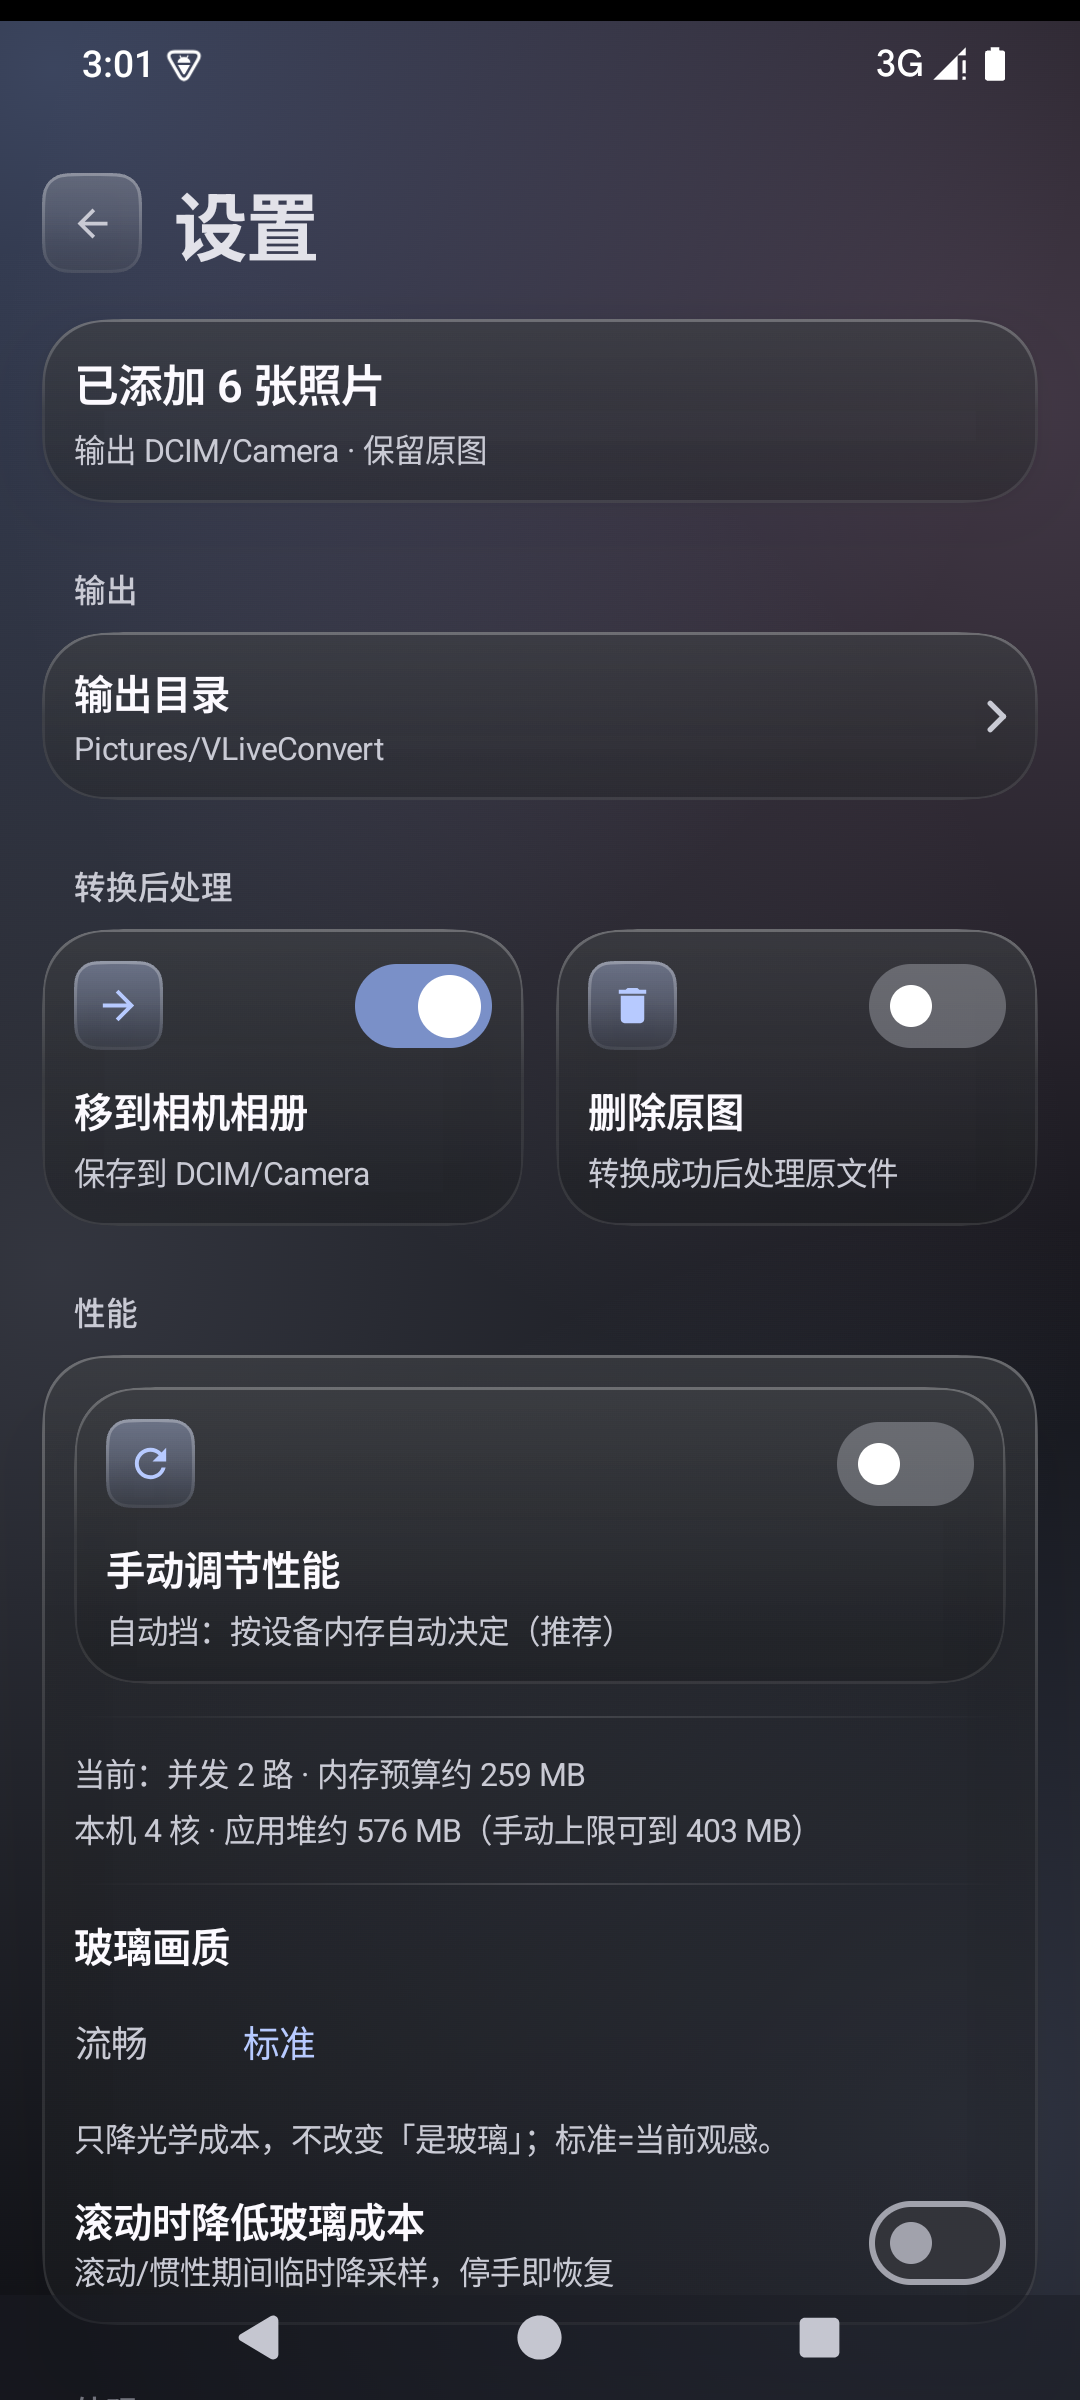 3:01
3G
设置
已添加 6 张照片
输出 DCIM/Camera · 保留原图
输出
输出目录
Pictures/VLiveConvert
转换后处理
移到相机相册
保存到 DCIM/Camera
删除原图
转换成功后处理原文件
性能
手动调节性能
自动挡：按设备内存自动决定（推荐）
当前：并发 2 路 · 内存预算约 259 MB
本机 4 核 · 应用堆约 576 MB（手动上限可到 403 MB）
玻璃画质
流畅
标准
只降光学成本，不改变「是玻璃」；标准=当前观感。
滚动时降低玻璃成本
滚动/惯性期间临时降采样，停手即恢复